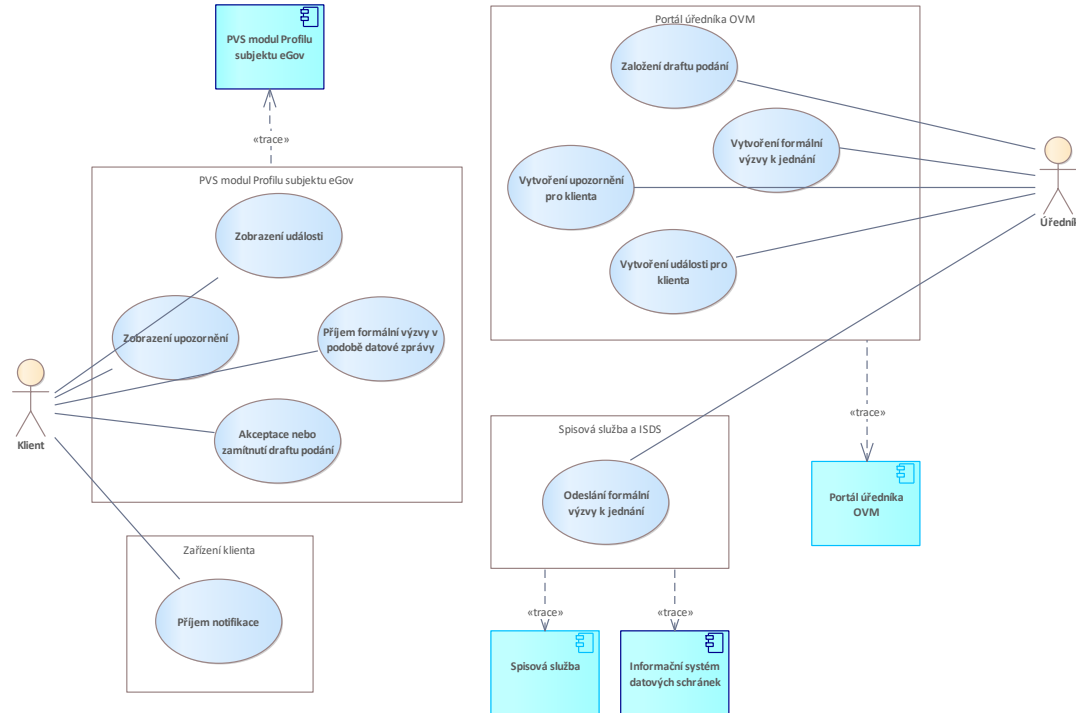 PVS modul Profilu
subjektu eGov
«trace»
PVS modul Profilu subjektu eGov
Zobrazení události
Zobrazení upozornění
Příjem formální výzvy v
podobě datové zprávy
Akceptace nebo
zamítnutí draftu podání
Klient
Zařízení klienta
Příjem notifikace
Portál úředníka OVM
Založení draftu podání
Vytvoření formální
výzvy k jednání
Vytvoření upozornění
pro klienta
Vytvoření události pro
klienta
Úředník
«trace»
Portál úředníka
OVM
Spisová služba a ISDS
Odeslání formální
výzvy k jednání
«trace»
«trace»
Spisová služba
Informační systém
datových schránek